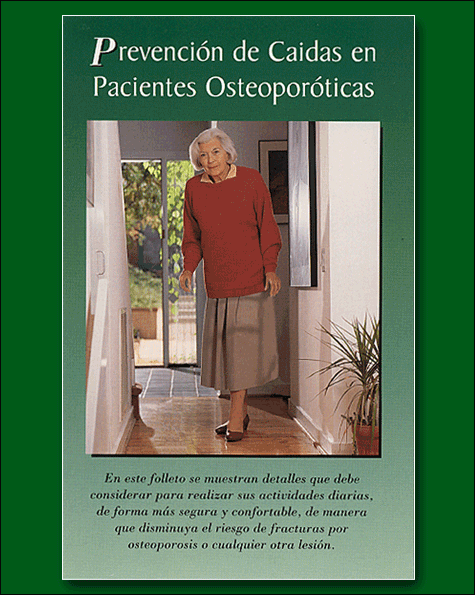 Prevención de Caidas en
Pacientes Osteoporóticas
En este folleto se muestran detalles que debe
considerar para realizar sus actividades diarias,
de forma más segura y confortable, de manera
que disminuya el riesgo de fracturas por
osteoporosis o cualquier otra lesión.